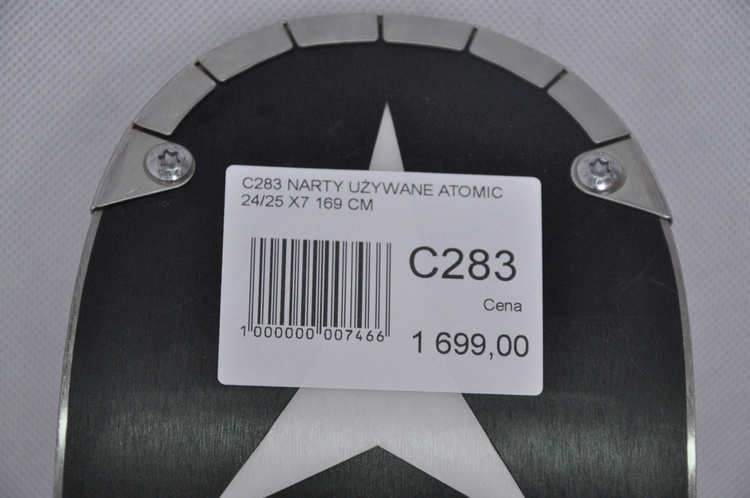 C283 NARTY UŻYWANE ATOMIC
24/25 X7 169 CM
C283
Cena
1 000000 007466
1 699,00